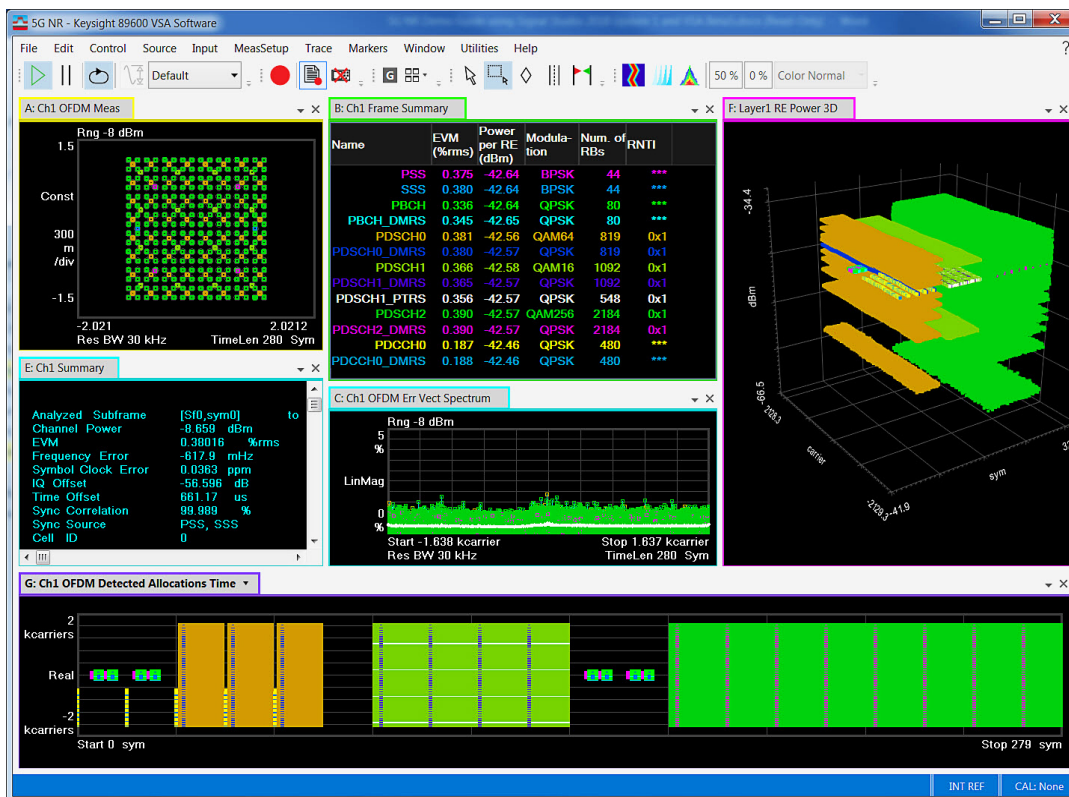 5G NR - Keysight 89600 VSA Software
File Edit Control Source Input MeasSetup Trace Markers Window Utilities Help ?
Default G 50 % 0 % Color Normal
A: Ch1 OFDM Meas
Rng -8 dBm
1.5
Const
300
m
/div
-1.5
-2.021 2.0212
Res BW 30 kHz TimeLen 280 Sym
B: Ch1 Frame Summary
Name EVM (%rms) Power per RE (dBm) Modula-tion Num. of RBs RNTI
PSS 0.375 -42.64 BPSK 44 ***
SSS 0.380 -42.64 BPSK 44 ***
PBCH 0.336 -42.64 QPSK 80 ***
PBCH_DMRS 0.345 -42.65 QPSK 80 ***
PDSCH0 0.381 -42.56 QAM64 819 0x1
PDSCH0_DMRS 0.380 -42.57 QPSK 819 0x1
PDSCH1 0.366 -42.58 QAM16 1092 0x1
PDSCH1_DMRS 0.365 -42.57 QPSK 1092 0x1
PDSCH1_PTRS 0.356 -42.57 QPSK 548 0x1
PDSCH2 0.390 -42.57 QAM256 2184 0x1
PDSCH2_DMRS 0.390 -42.57 QPSK 2184 0x1
PDCCH0 0.187 -42.46 QPSK 480 ***
PDCCH0_DMRS 0.188 -42.46 QPSK 480 ***
F: Layer1 RE Power 3D
-34.4
dBm
-66.5
-2128.3
carrier
-2128.3
-41.9
sym
E: Ch1 Summary
Analyzed Subframe [Sf0,sym0] to
Channel Power -8.659 dBm
EVM 0.38016 %rms
Frequency Error -617.9 mHz
Symbol Clock Error 0.0363 ppm
IQ Offset -56.596 dB
Time Offset 661.17 us
Sync Correlation 99.989 %
Sync Source PSS, SSS
Cell ID 0
C: Ch1 OFDM Err Vect Spectrum
Rng -8 dBm
5
%
LinMag
0
%
Start -1.638 kcarrier Stop 1.637 kcarrier
Res BW 30 kHz TimeLen 280 Sym
G: Ch1 OFDM Detected Allocations Time
2
kcarriers
Real
-2
kcarriers
Start 0 sym Stop 279 sym
INT REF CAL: None